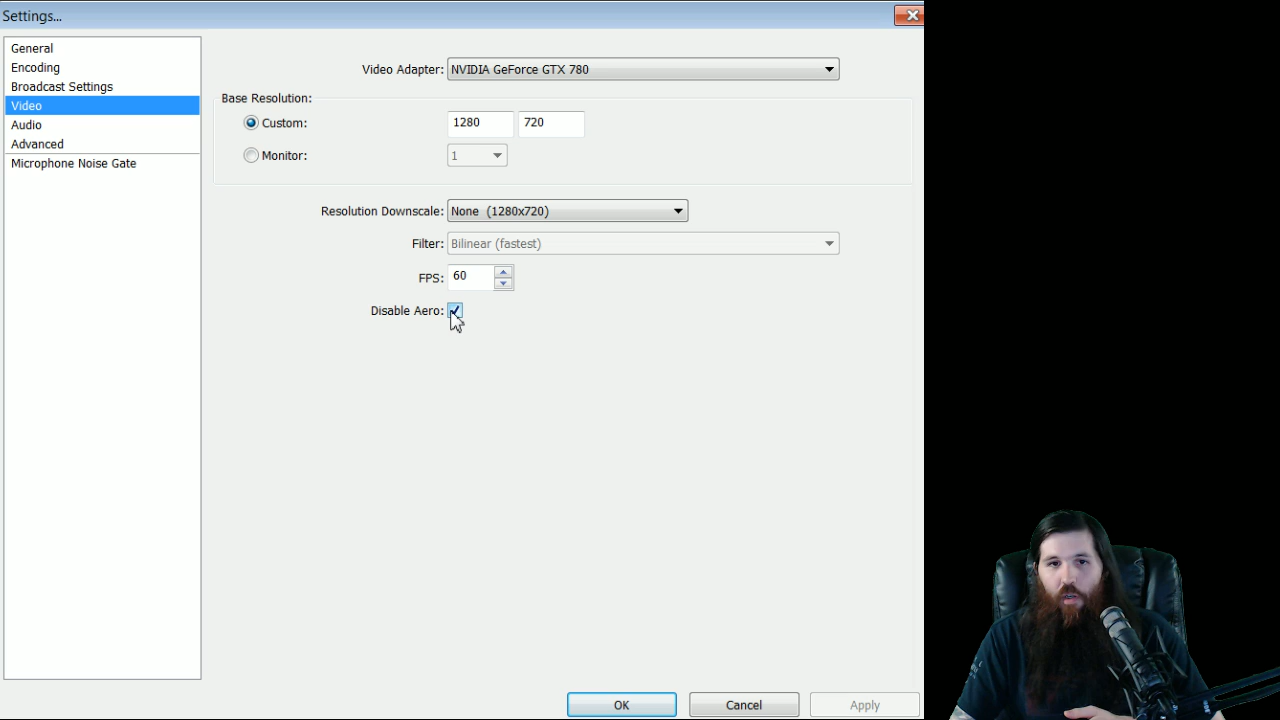 Settings...
General
Encoding
Broadcast Settings
Video
Audio
Advanced
Microphone Noise Gate
Video Adapter: NVIDIA GeForce GTX 780
Base Resolution:
Custom: 1280 720
Monitor: 1
Resolution Downscale: None (1280x720)
Filter: Bilinear (fastest)
FPS: 60
Disable Aero:
OK Cancel Apply